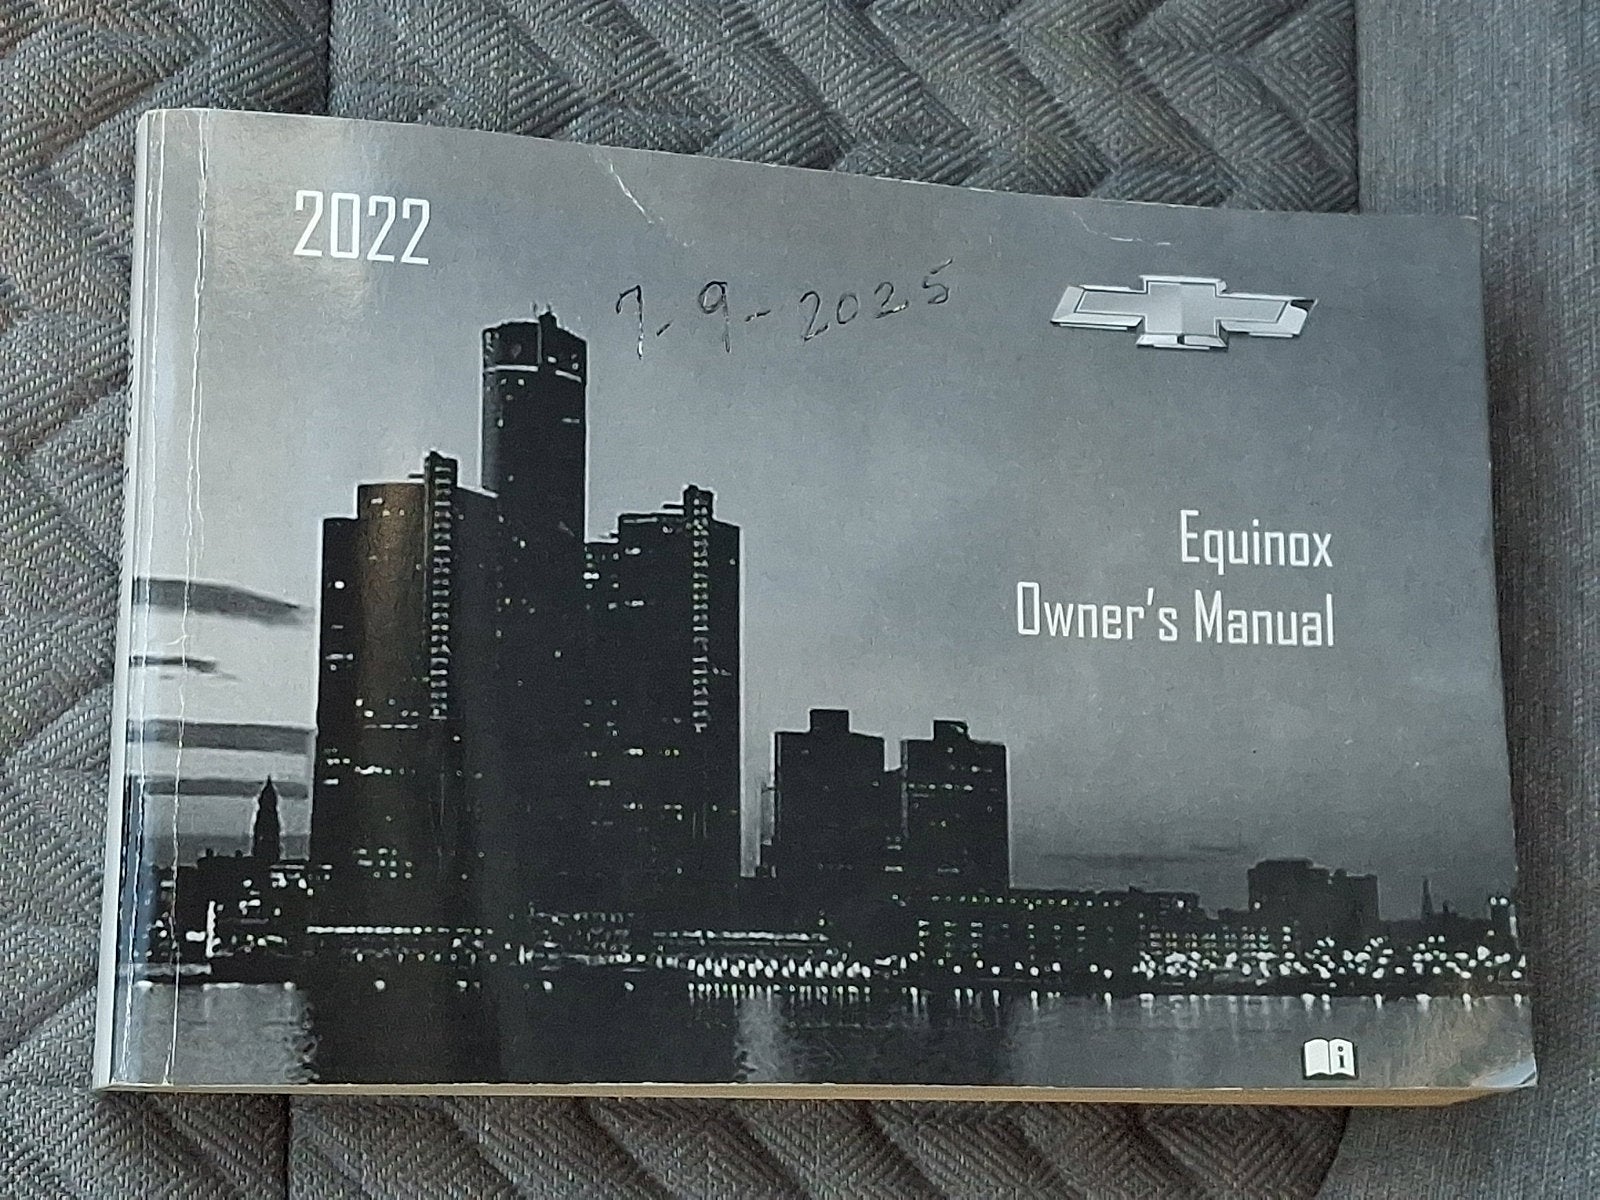 2022
7-9-2025
Equinox
Owner's Manual
i